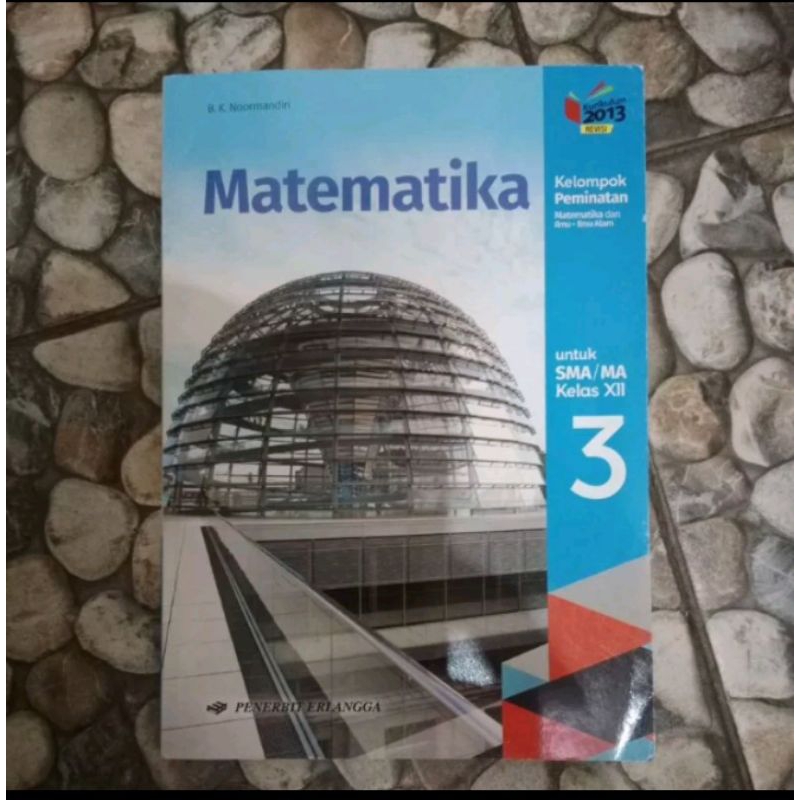 B. K. Noormandiri
Matematika
Kurikulum
2013
REVISI
Kelompok
Peminatan
Matematika dan
Ilmu - Ilmu Alam
untuk
SMA/MA
Kelas XII
3
PENERBIT ERLANGGA